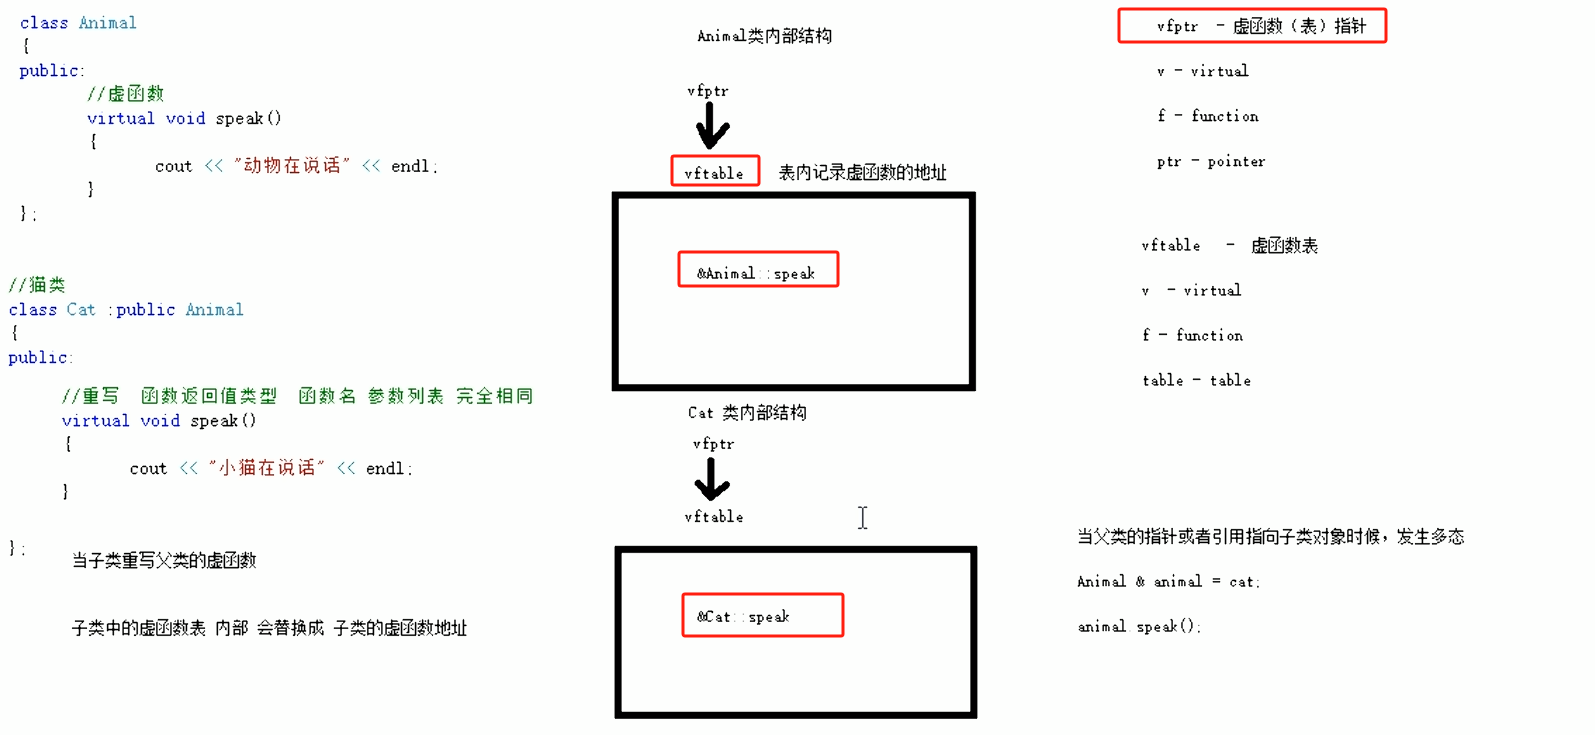 class Animal
{
public:
//虚函数
virtual void speak()
{
cout << "动物在说话" << endl;
}
};
//猫类
class Cat :public Animal
{
public:
//重写 函数返回值类型 函数名 参数列表 完全相同
virtual void speak()
{
cout << "小猫在说话" << endl;
}
};
当子类重写父类的虚函数
子类中的虚函数表 内部 会替换成 子类的虚函数地址
Animal类内部结构
vfptr
vftable 表内记录虚函数的地址
&Animal::speak
Cat 类内部结构
vfptr
vftable
&Cat::speak
vfptr - 虚函数（表）指针
v - virtual
f - function
ptr - pointer
vftable - 虚函数表
v - virtual
f - function
table - table
当父类的指针或者引用指向子类对象时候，发生多态
Animal & animal = cat;
animal.speak();